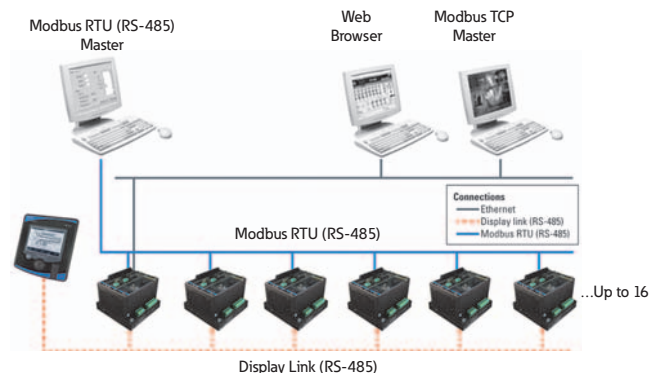 Modbus RTU (RS-485)
Master
Web
Browser
Modbus TCP
Master
Connections
Ethernet
Display link (RS-485)
Modbus RTU (RS-485)
Modbus RTU (RS-485)
...Up to 16
Display Link (RS-485)